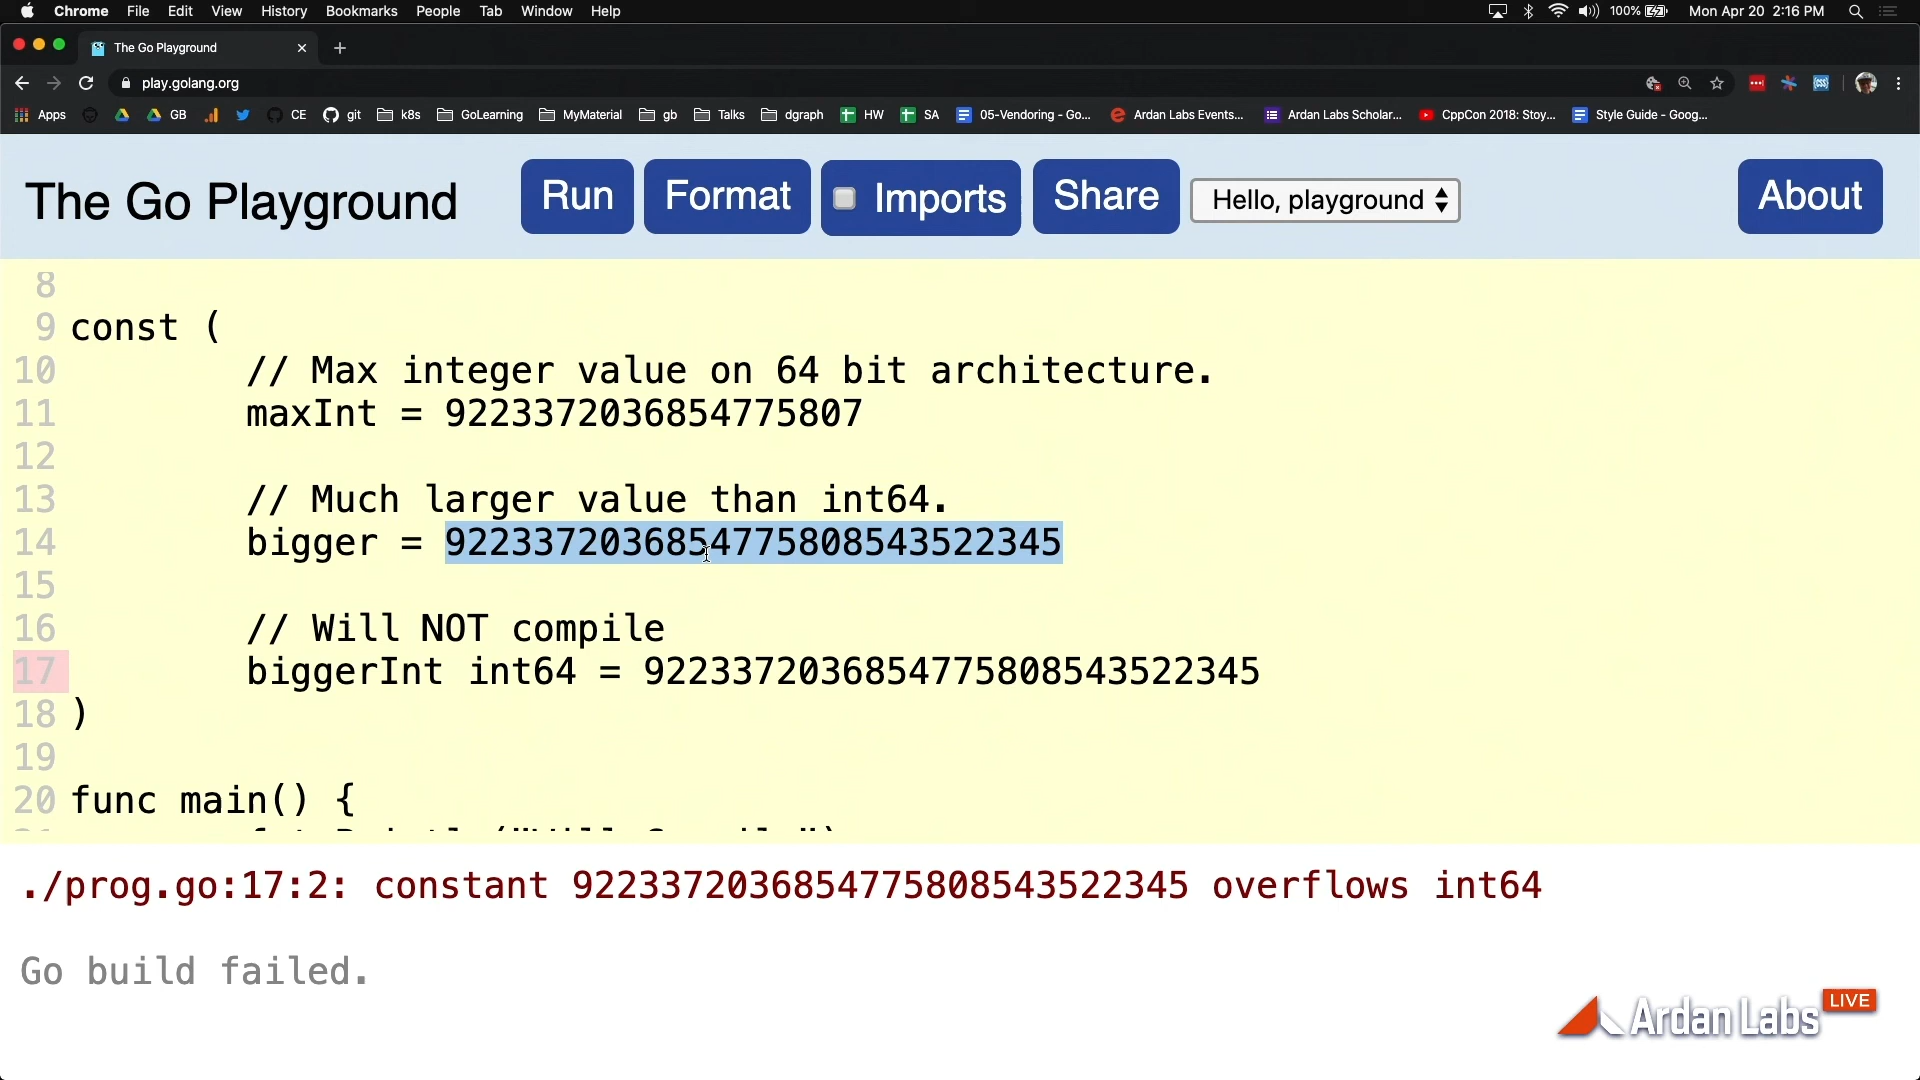 Chrome File Edit View History Bookmarks People Tab Window Help 100% Mon Apr 20 2:16 PM
The Go Playground
play.golang.org
Apps GB CE git k8s GoLearning MyMaterial gb Talks dgraph HW SA 05-Vendoring - Go... Ardan Labs Events... Ardan Labs Scholar... CppCon 2018: Stoy... Style Guide - Goog...
The Go Playground Run Format Imports Share Hello, playground About
8
9 const (
10 // Max integer value on 64 bit architecture.
11 maxInt = 9223372036854775807
12
13 // Much larger value than int64.
14 bigger = 9223372036854775808543522345
15
16 // Will NOT compile
17 biggerInt int64 = 9223372036854775808543522345
18 )
19
20 func main() {
./prog.go:17:2: constant 9223372036854775808543522345 overflows int64
Go build failed.
Ardan Labs LIVE